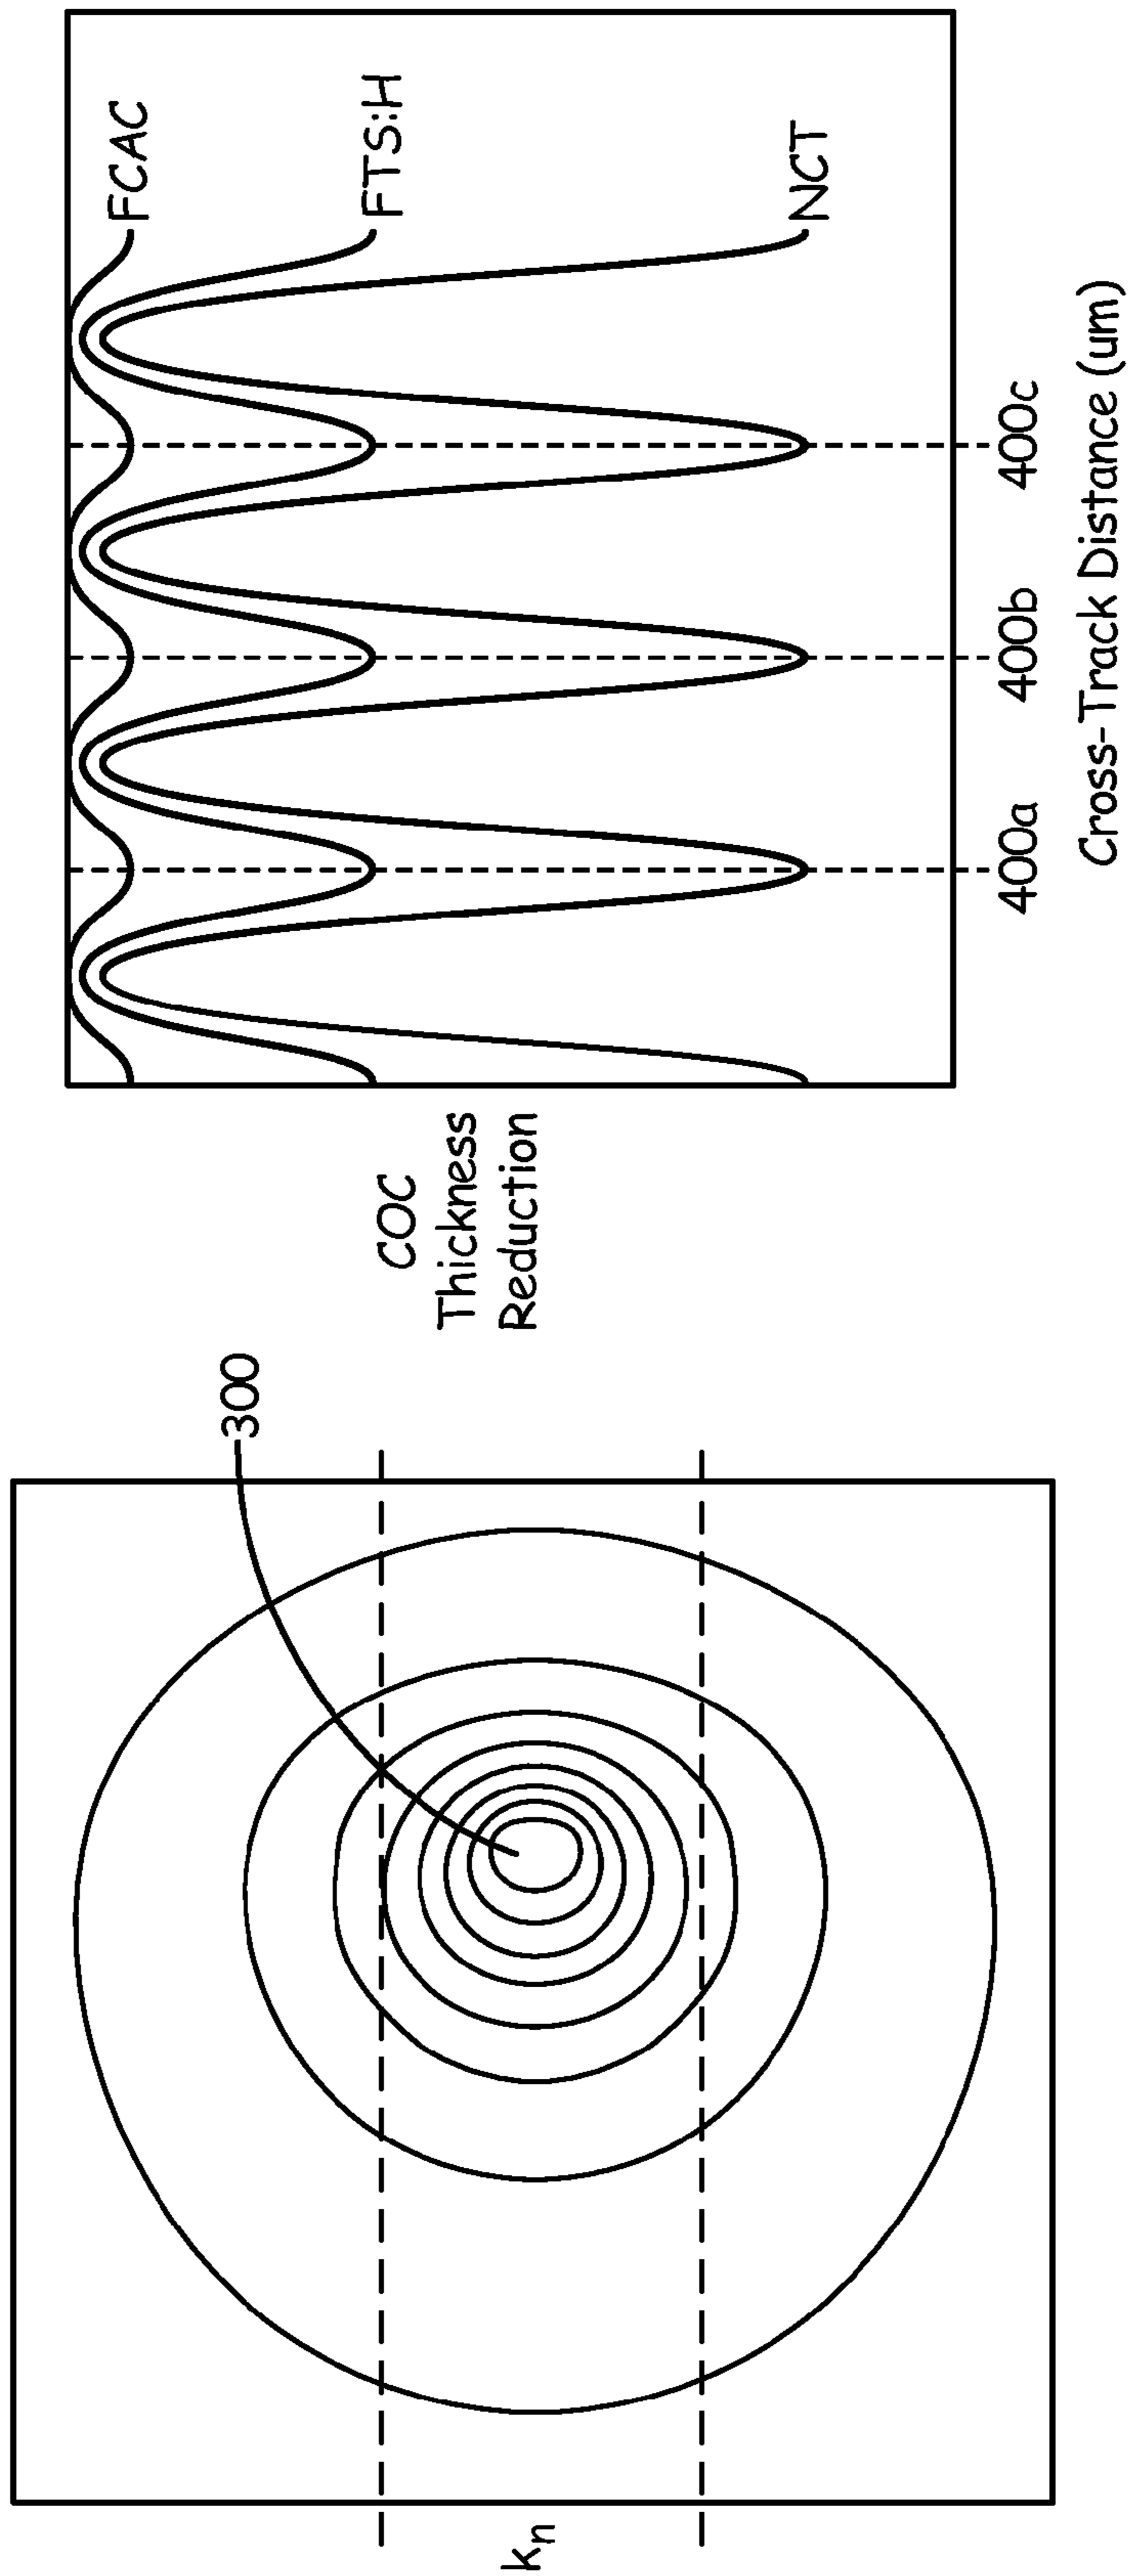 kn
300
COC
Thickness
Reduction
FCAC
FTS:H
NCT
400a
400b
400c
Cross-Track Distance (um)